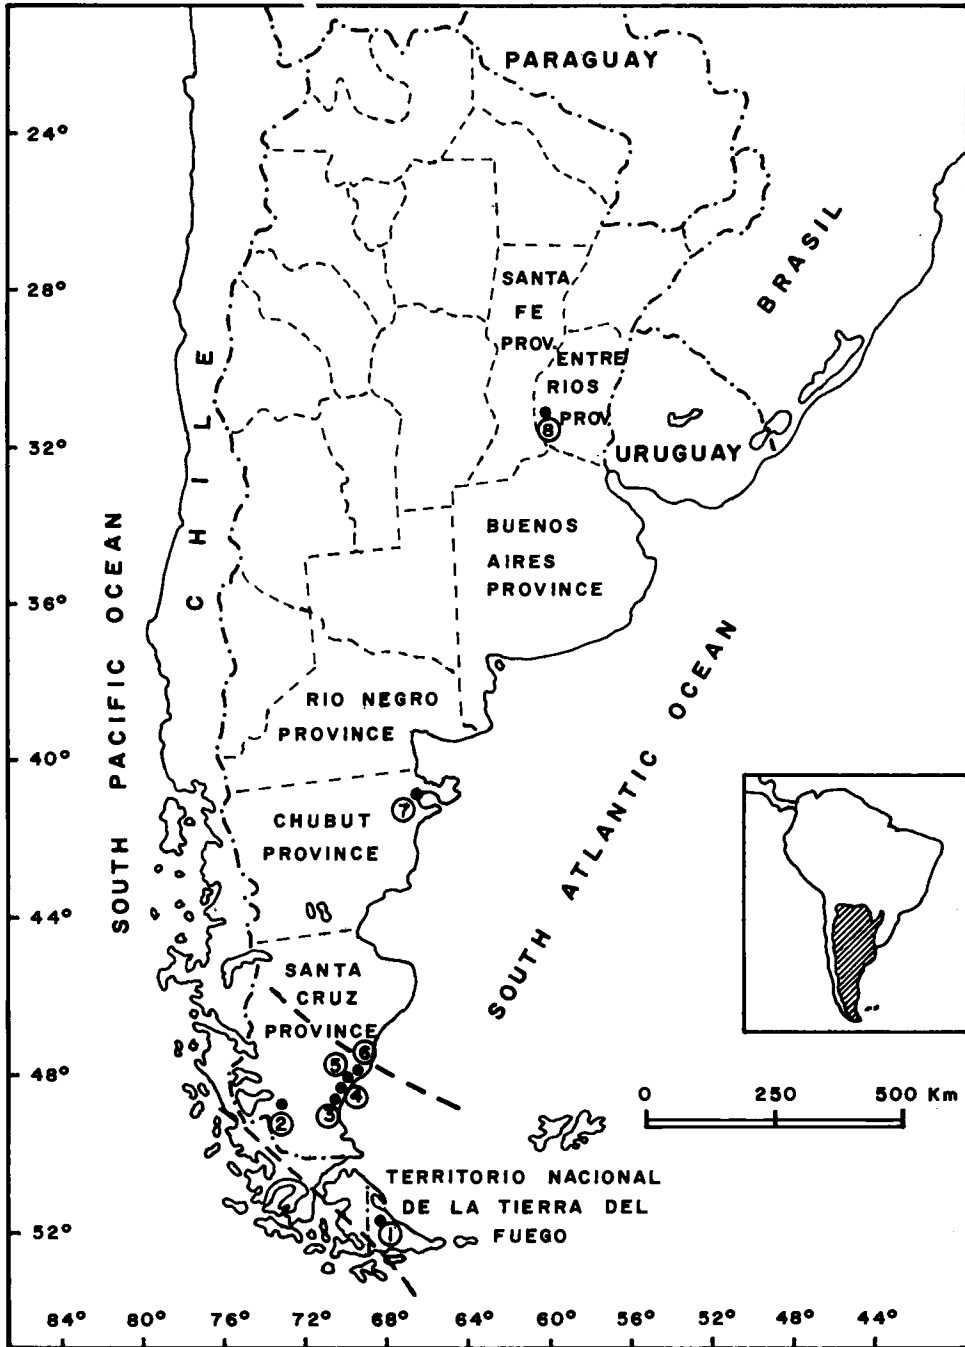 PARAGUAY
24°
BRASIL
28°
SANTA
FE
PROV.
ENTRE
RIOS
PROV.
8
CHILE
32°
URUGUAY
BUENOS
AIRES
PROVINCE
36°
SOUTH PACIFIC OCEAN
SOUTH ATLANTIC OCEAN
RIO NEGRO
PROVINCE
40°
7
CHUBUT
PROVINCE
44°
SANTA
CRUZ
PROVINCE
6
5
48°
4
3
2
0 250 500 Km
TERRITORIO NACIONAL
DE LA TIERRA DEL
FUEGO
1
52°
84° 80° 76° 72° 68° 64° 60° 56° 52° 48° 44°